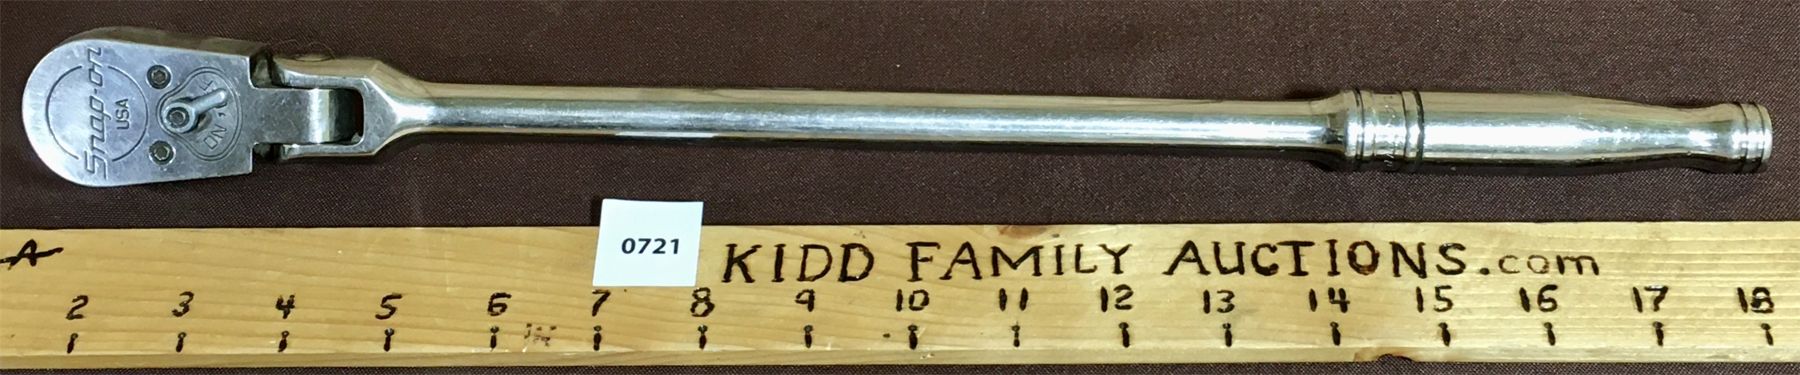 Snap-on
USA
ON
0721
KIDD FAMILY AUCTIONS.com
2 3 4 5 6 7 8 9 10 11 12 13 14 15 16 17 18